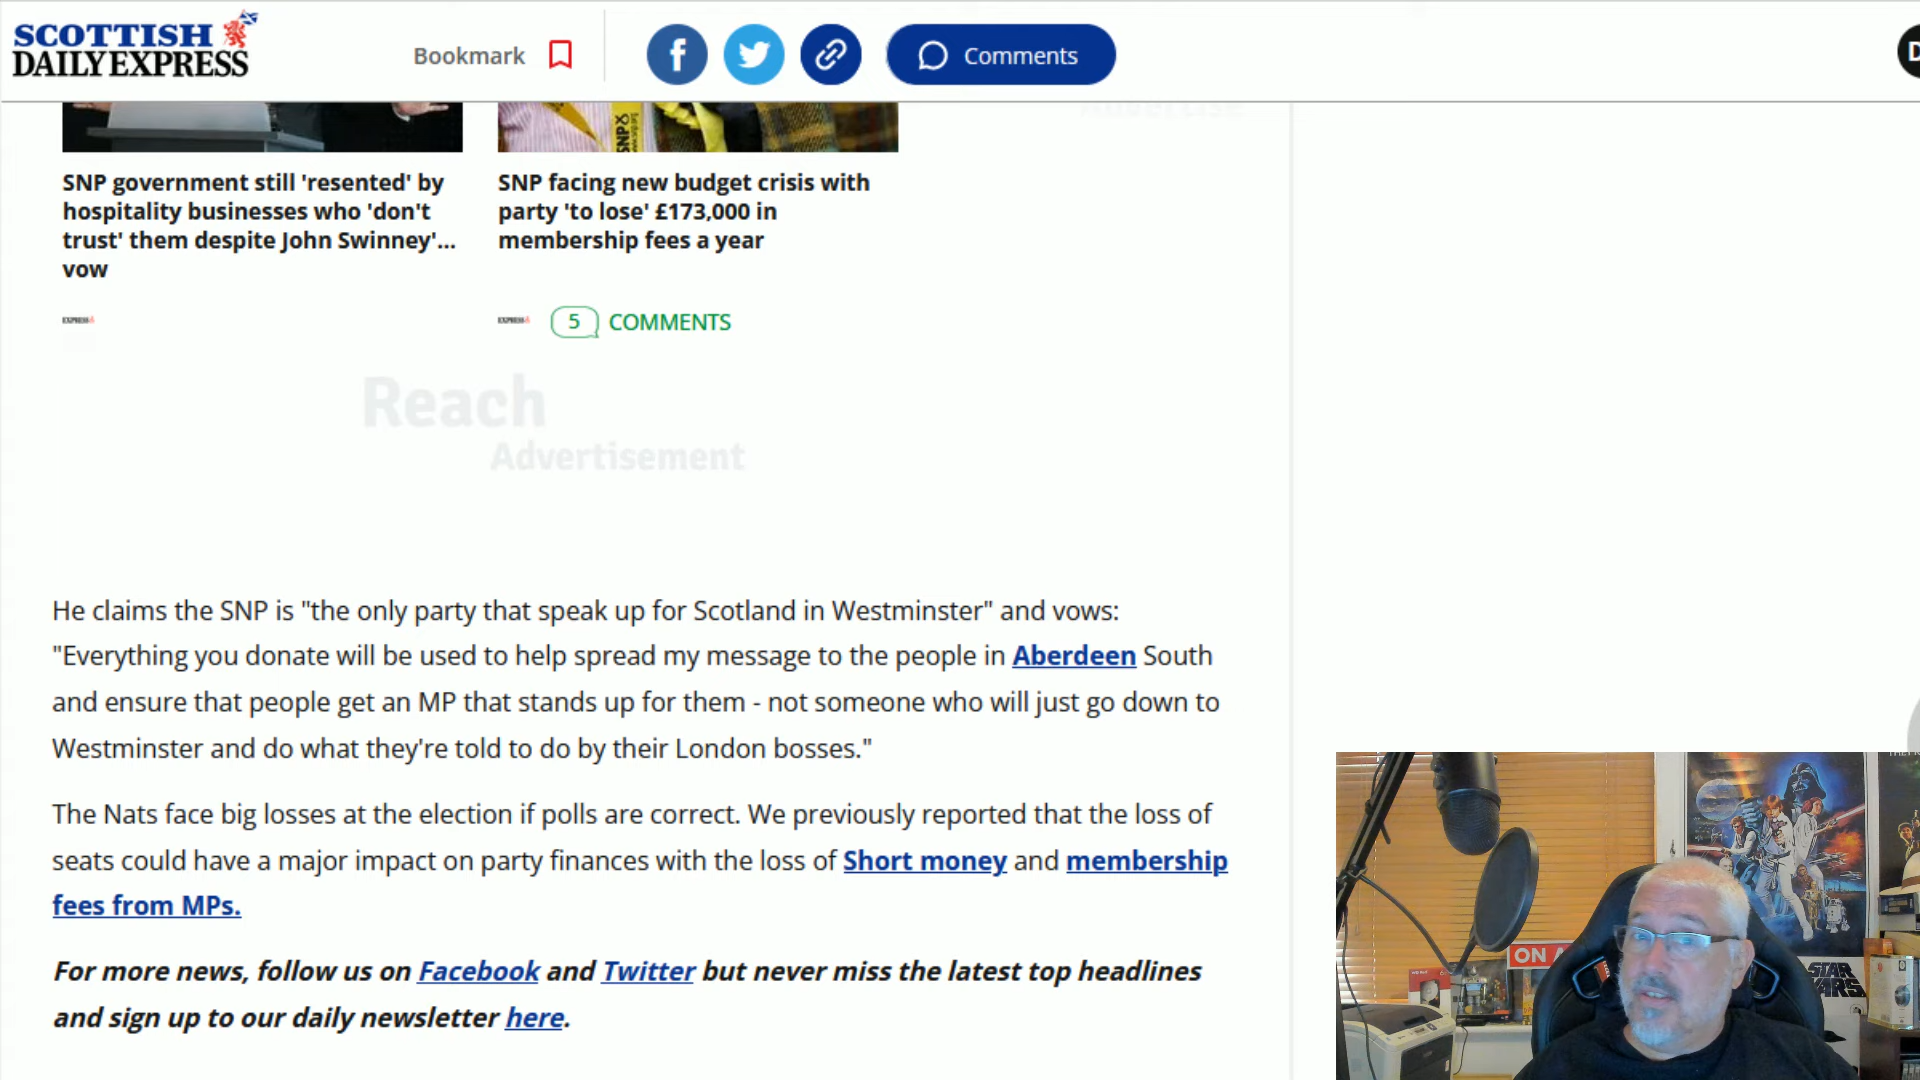 SCOTTISH
DAILY EXPRESS
Bookmark
Comments
SNP government still 'resented' by
hospitality businesses who 'don't
trust' them despite John Swinney'...
vow
SNP facing new budget crisis with
party 'to lose' £173,000 in
membership fees a year
SNP
EXPRESS
EXPRESS
5 COMMENTS
Reach
Advertisement
He claims the SNP is "the only party that speak up for Scotland in Westminster" and vows:
"Everything you donate will be used to help spread my message to the people in Aberdeen South
and ensure that people get an MP that stands up for them - not someone who will just go down to
Westminster and do what they're told to do by their London bosses."
The Nats face big losses at the election if polls are correct. We previously reported that the loss of
seats could have a major impact on party finances with the loss of Short money and membership
fees from MPs.
For more news, follow us on Facebook and Twitter but never miss the latest top headlines
and sign up to our daily newsletter here.
ON A
STAR
WARS